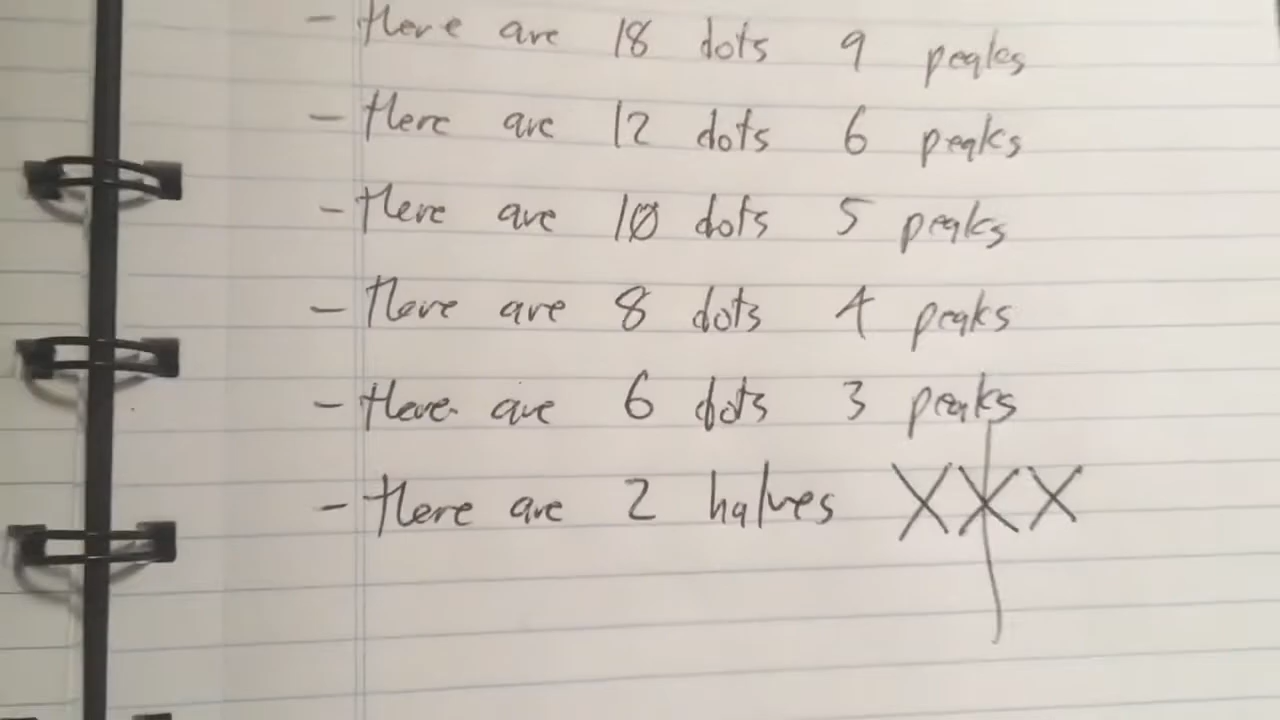 - there are 18 dots 9 peaks
- there are 12 dots 6 peaks
- there are 10 dots 5 peaks
- there are 8 dots 4 peaks
- there are 6 dots 3 peaks
- there are 2 halves XXX